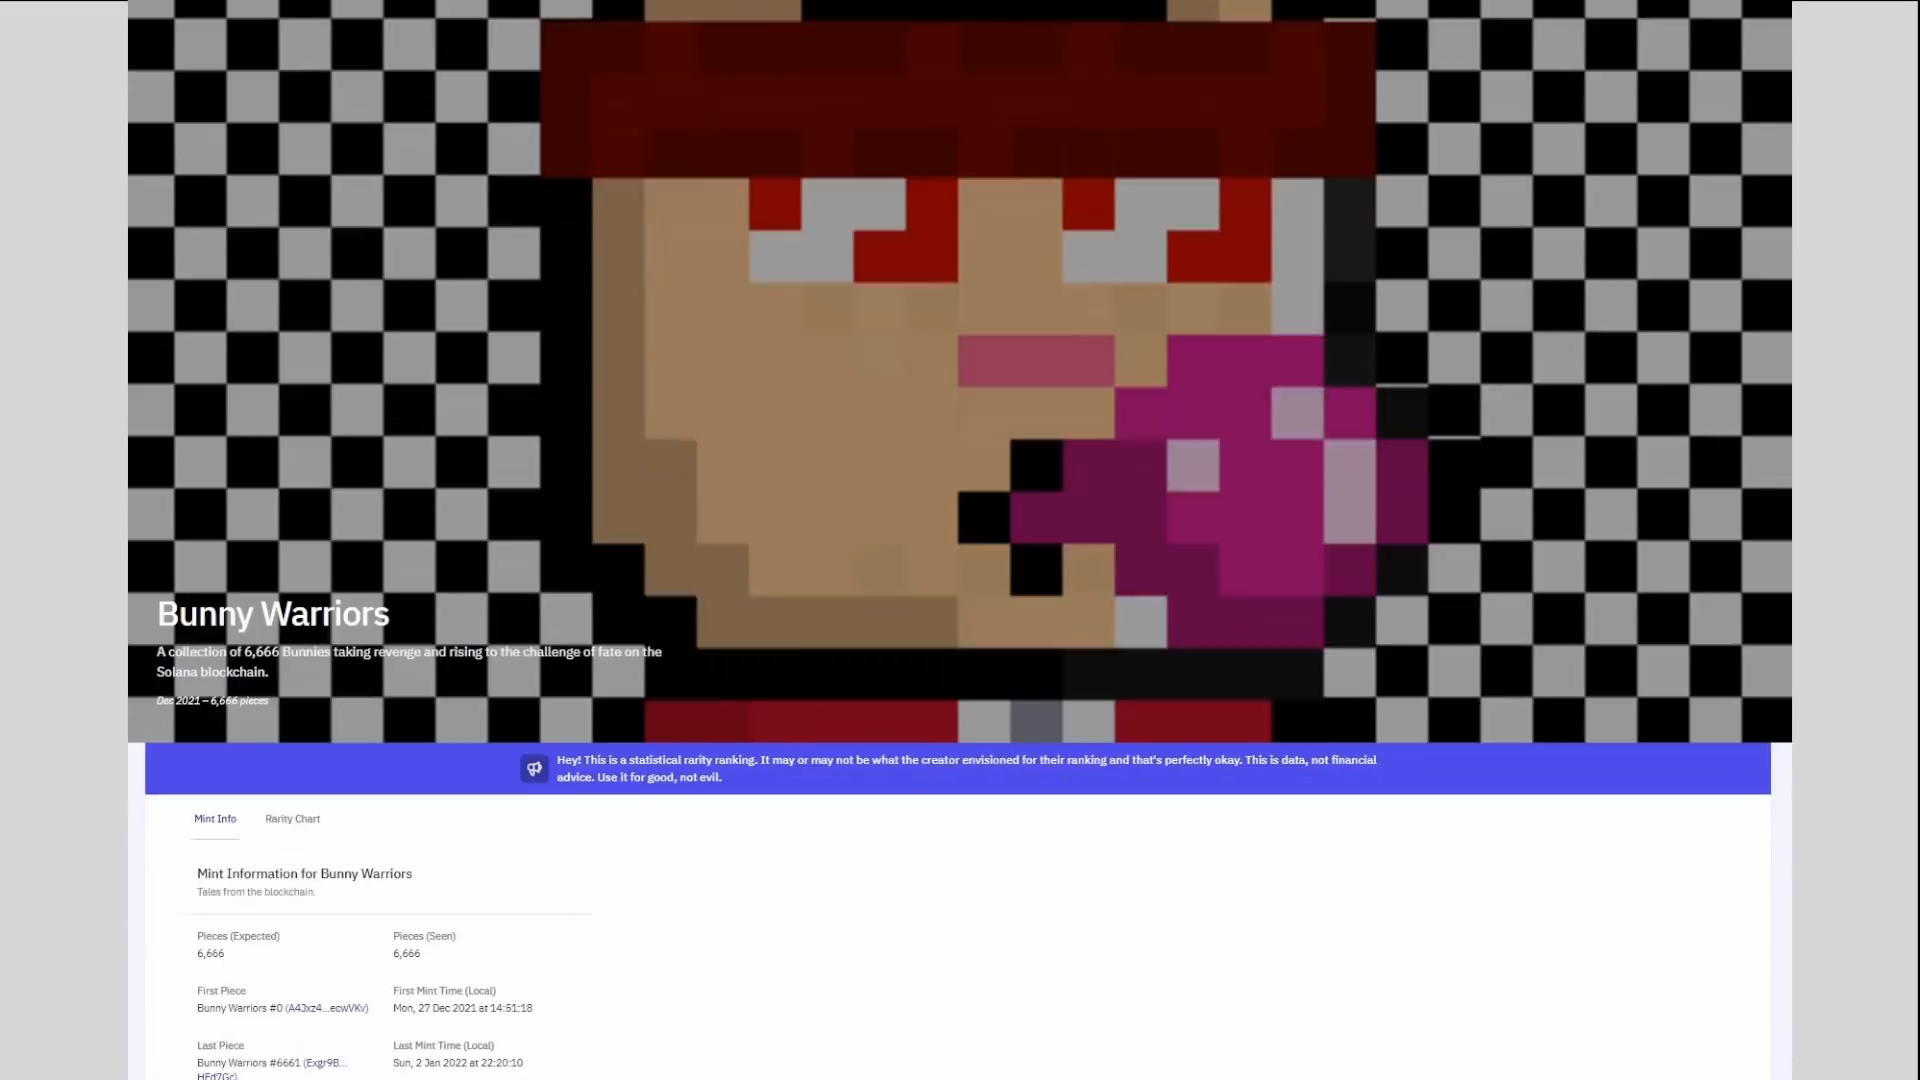 Bunny Warriors
A collection of 6,666 Bunnies taking revenge and rising to the challenge of fate on the
Solana blockchain.
Dec 2021 – 6,666 pieces
Hey! This is a statistical rarity ranking. It may or may not be what the creator envisioned for their ranking and that's perfectly okay. This is data, not financial
advice. Use it for good, not evil.
Mint Info
Rarity Chart
Mint Information for Bunny Warriors
Tales from the blockchain.
Pieces (Expected)
6,666
Pieces (Seen)
6,666
First Piece
Bunny Warriors #0 (A4Jxz4...ecwVKv)
First Mint Time (Local)
Mon, 27 Dec 2021 at 14:51:18
Last Piece
Bunny Warriors #6661 (Exgr9B...
HFd7Gc)
Last Mint Time (Local)
Sun, 2 Jan 2022 at 22:20:10